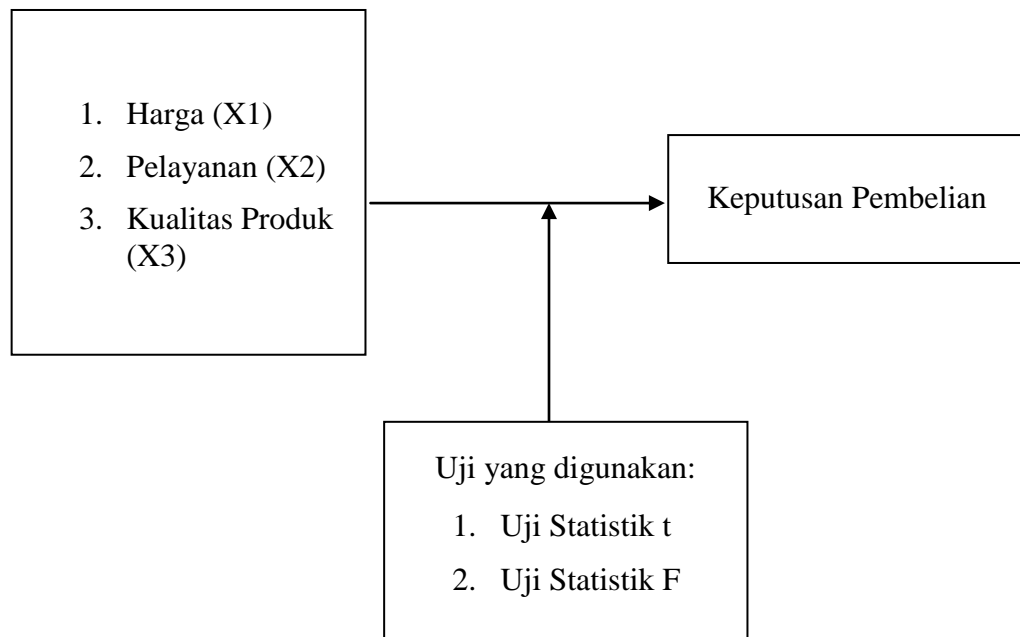 1. Harga (X1)
2. Pelayanan (X2)
3. Kualitas Produk
(X3)
Keputusan Pembelian
Uji yang digunakan:
1. Uji Statistik t
2. Uji Statistik F